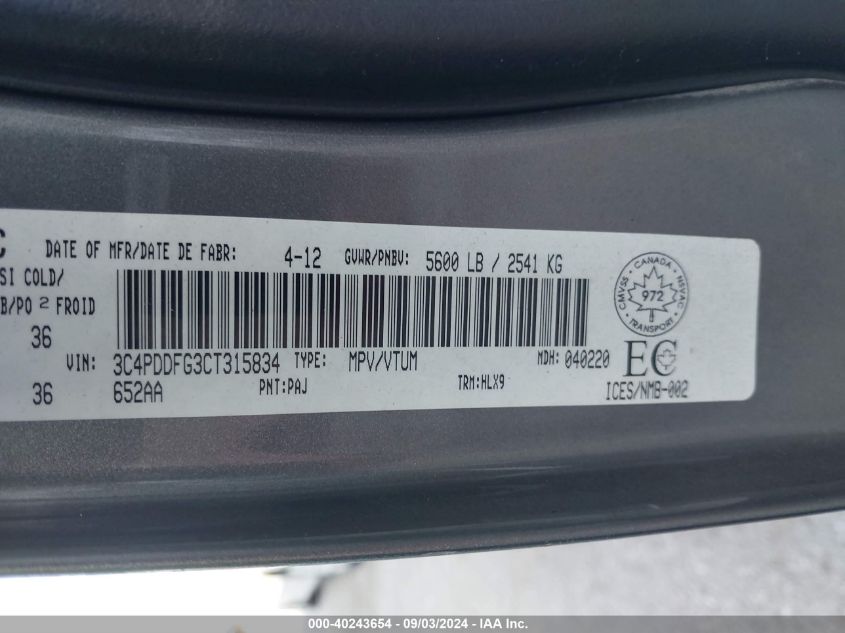 C DATE OF MFR/DATE DE FABR: 4-12 GVWR/PNBV: 5600 LB / 2541 KG
SI COLD/
B/PO 2 FROID
36
VIN: 3C4PDDFG3CT315834 TYPE: MPV/VTUM MDH: 040220
36 652AA PNT:PAJ TRM:HLX9
CANADA
CMVSS - NSVAC
972
TRANSPORT
EC
ICES/NMB-002
000-40243654 - 09/03/2024 - IAA Inc.